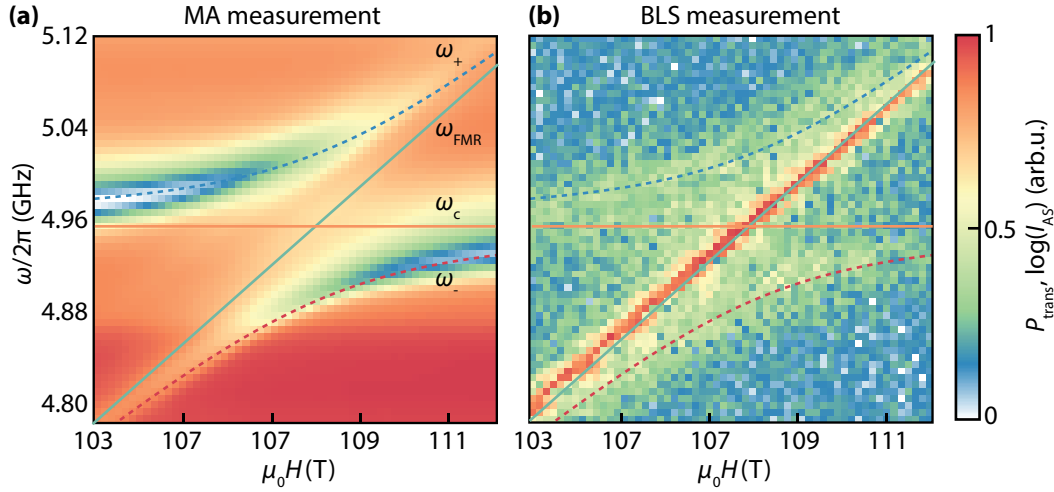 (a) MA measurement
(b) BLS measurement
5.12
5.04
4.96
4.88
4.80
ω/2π (GHz)
ω+
ωFMR
ωc
ω-
103 107 107 109 111
μ0H (T)
103 107 107 109 111
μ0H (T)
1
0.5
0
Ptrans, log(IAS) (arb.u.)